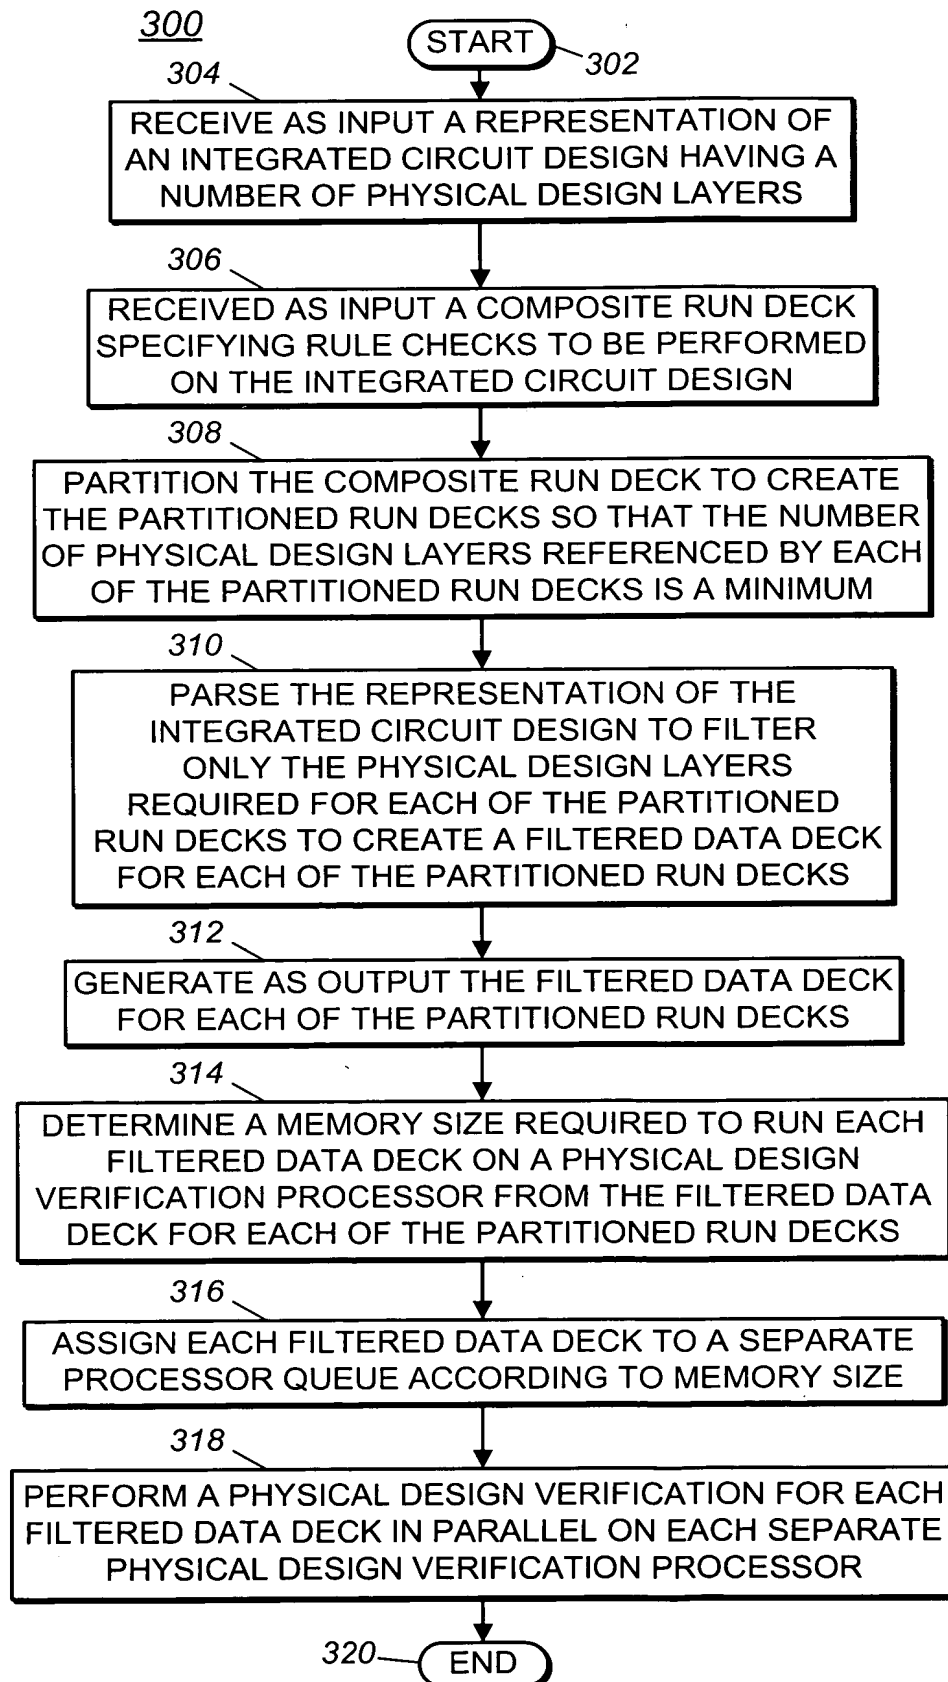 300
START
302
304
RECEIVE AS INPUT A REPRESENTATION OF
AN INTEGRATED CIRCUIT DESIGN HAVING A
NUMBER OF PHYSICAL DESIGN LAYERS
306
RECEIVED AS INPUT A COMPOSITE RUN DECK
SPECIFYING RULE CHECKS TO BE PERFORMED
ON THE INTEGRATED CIRCUIT DESIGN
308
PARTITION THE COMPOSITE RUN DECK TO CREATE
THE PARTITIONED RUN DECKS SO THAT THE NUMBER
OF PHYSICAL DESIGN LAYERS REFERENCED BY EACH
OF THE PARTITIONED RUN DECKS IS A MINIMUM
310
PARSE THE REPRESENTATION OF THE
INTEGRATED CIRCUIT DESIGN TO FILTER
ONLY THE PHYSICAL DESIGN LAYERS
REQUIRED FOR EACH OF THE PARTITIONED
RUN DECKS TO CREATE A FILTERED DATA DECK
FOR EACH OF THE PARTITIONED RUN DECKS
312
GENERATE AS OUTPUT THE FILTERED DATA DECK
FOR EACH OF THE PARTITIONED RUN DECKS
314
DETERMINE A MEMORY SIZE REQUIRED TO RUN EACH
FILTERED DATA DECK ON A PHYSICAL DESIGN
VERIFICATION PROCESSOR FROM THE FILTERED DATA
DECK FOR EACH OF THE PARTITIONED RUN DECKS
316
ASSIGN EACH FILTERED DATA DECK TO A SEPARATE
PROCESSOR QUEUE ACCORDING TO MEMORY SIZE
318
PERFORM A PHYSICAL DESIGN VERIFICATION FOR EACH
FILTERED DATA DECK IN PARALLEL ON EACH SEPARATE
PHYSICAL DESIGN VERIFICATION PROCESSOR
320
END